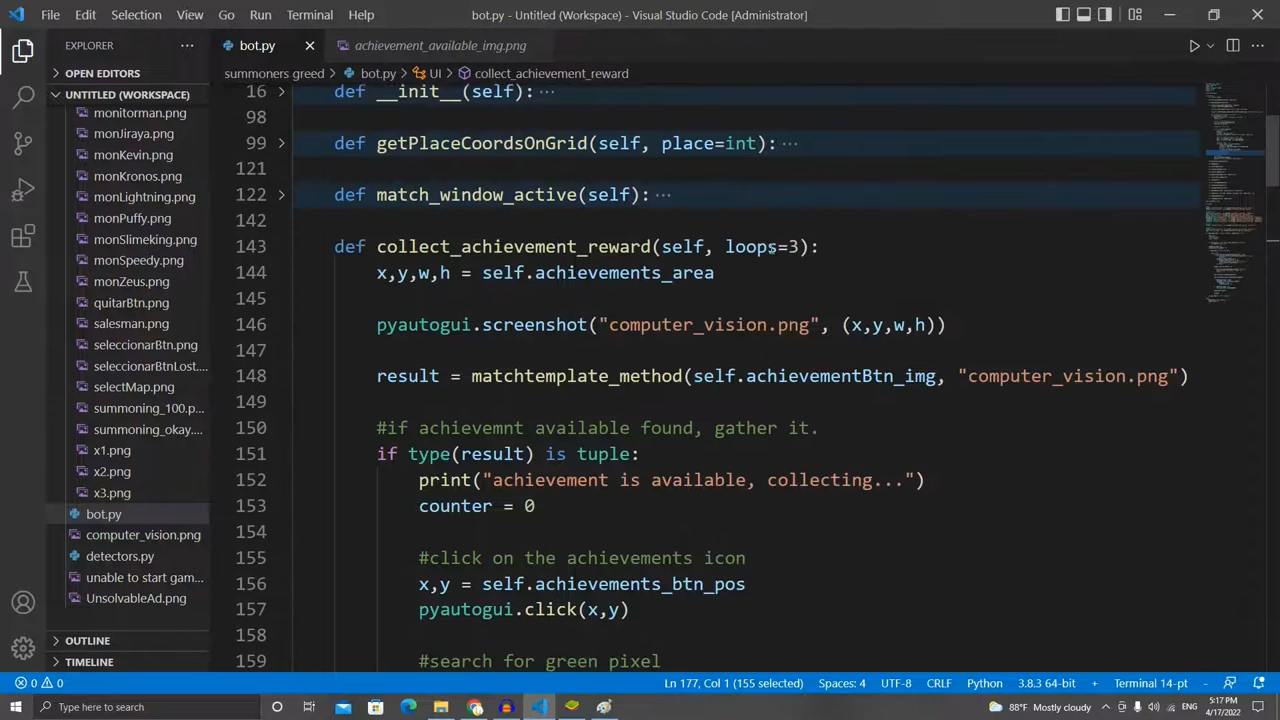 File Edit Selection View Go Run Terminal Help bot.py - Untitled (Workspace) - Visual Studio Code [Administrator]
EXPLORER
bot.py
achievement_available_img.png
OPEN EDITORS
summoners greed > bot.py > UI > collect_achievement_reward
UNTITLED (WORKSPACE)
monitorman.png
monJiraya.png
monKevin.png
monKronos.png
monLightning.png
monPuffy.png
monSlimeking.png
monSpeedy.png
monZeus.png
quitarBtn.png
salesman.png
seleccionarBtn.png
seleccionarBtnLost....
selectMap.png
summoning_100.p...
summoning_okay....
x1.png
x2.png
x3.png
bot.py
computer_vision.png
detectors.py
unable to start gam...
UnsolvableAd.png
OUTLINE
TIMELINE
16 def __init__(self): ...
98
99 def (self, place=int):
121
122 def (self): ...
142
143 def collect_achievement_reward(self, loops=3):
144 x,y,w,h = self.achievements_area
145
146 pyautogui.screenshot("computer_vision.png", (x,y,w,h))
147
148 result = matchtemplate_method(self.achievementBtn_img, "computer_vision.png")
149
150 #if achievemnt available found, gather it.
151 if type(result) is tuple:
152 print("achievement is available, collecting...")
153 counter = 0
154
155 #click on the achievements icon
156 x,y = self.achievements_btn_pos
157 pyautogui.click(x,y)
158
159 #search for green pixel
0 0 Ln 177, Col 1 (155 selected) Spaces: 4 UTF-8 CRLF Python 3.8.3 64-bit + Terminal 14-pt -
Type here to search
88°F Mostly cloudy
5:17 PM
4/17/2022